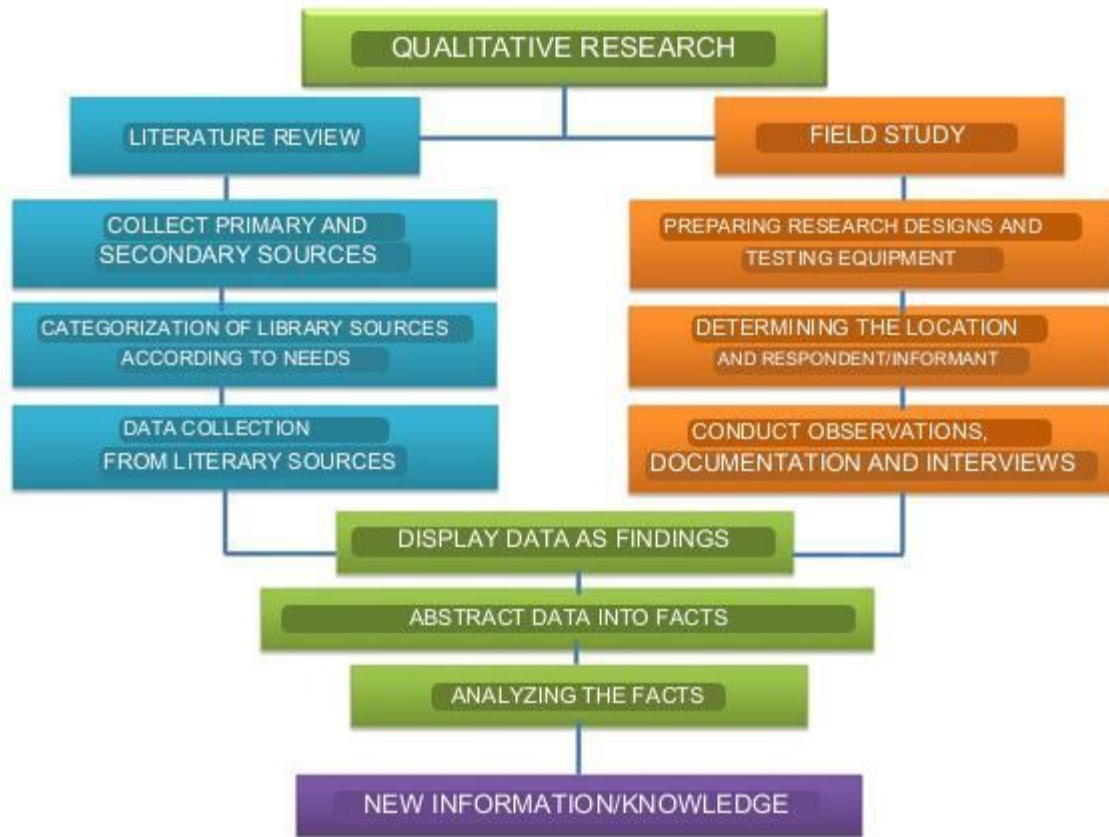 QUALITATIVE RESEARCH
LITERATURE REVIEW
FIELD STUDY
COLLECT PRIMARY AND
SECONDARY SOURCES
PREPARING RESEARCH DESIGNS AND
TESTING EQUIPMENT
CATEGORIZATION OF LIBRARY SOURCES
ACCORDING TO NEEDS
DETERMINING THE LOCATION
AND RESPONDENT/INFORMANT
DATA COLLECTION
FROM LITERARY SOURCES
CONDUCT OBSERVATIONS,
DOCUMENTATION AND INTERVIEWS
DISPLAY DATA AS FINDINGS
ABSTRACT DATA INTO FACTS
ANALYZING THE FACTS
NEW INFORMATION/KNOWLEDGE